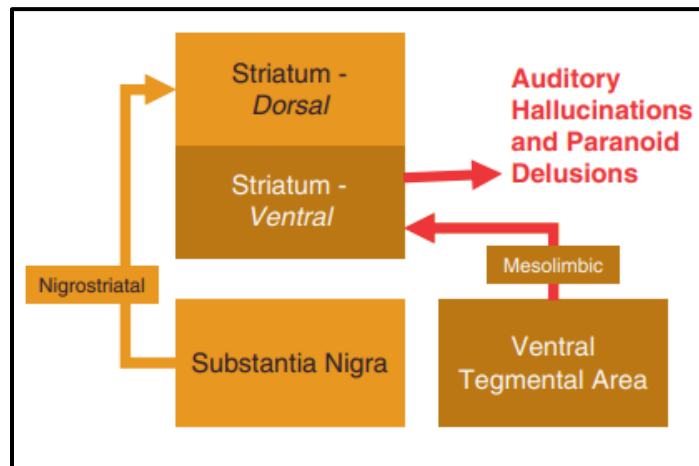 Striatum -
Dorsal
Auditory
Hallucinations
and Paranoid
Delusions
Striatum -
Ventral
Mesolimbic
Nigrostriatal
Substantia Nigra
Ventral
Tegmental Area